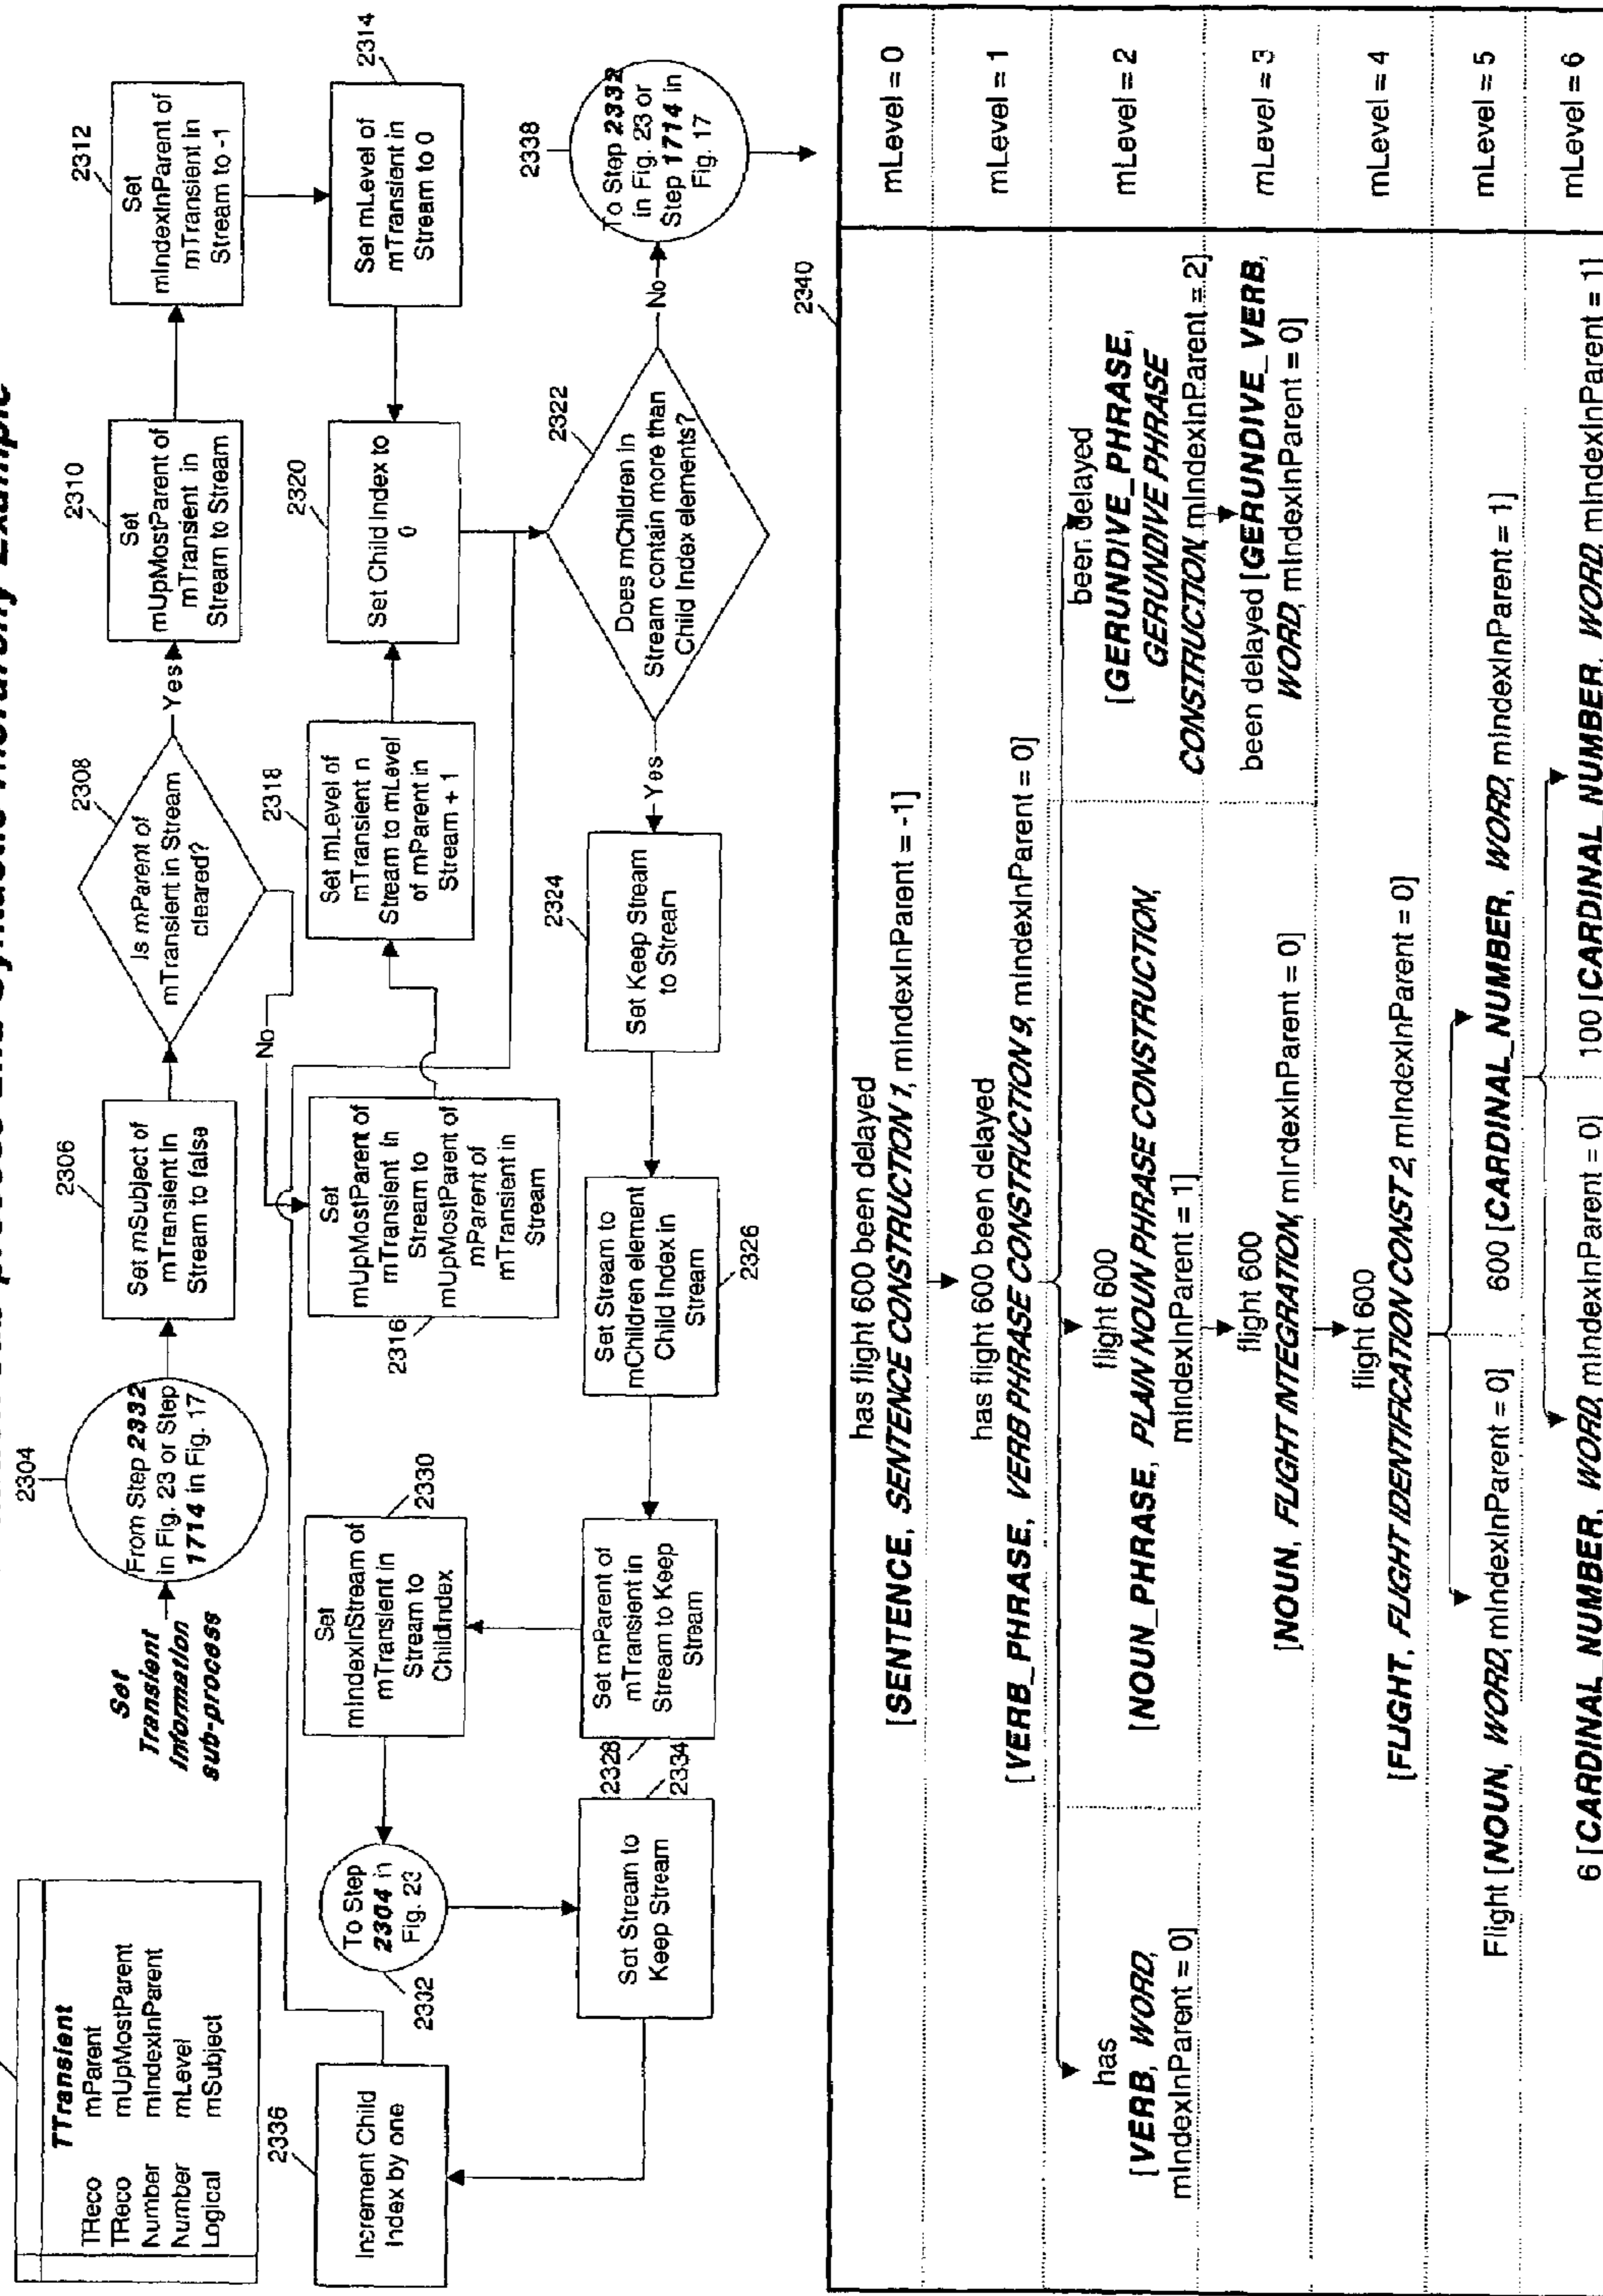 TTransient
TReco mParent
TReco mUpMostParent
Number mIndexInParent
Number mLevel
Logical mSubject
Set
Transient
information
sub-process
2304
From Step 2332
in Fig. 23 or Step
1714 in Fig. 17
2306
Set mSubject of
mTransient in
Stream to false
2308
Is mParent of
mTransient in Stream
cleared?
Yes
No
2310
Set
mUpMostParent of
mTransient in
Stream to Stream
2312
Set
mIndexInParent of
mTransient in
Stream to -1
2314
Set mLevel of
mTransient in
Stream to 0
2316
Set
mUpMostParent of
mTransient in
Stream to
mUpMostParent of
mParent of
mTransient in
Stream
2318
Set mLevel of
mTransient n
Stream to mLevel
of mParent in
Stream + 1
2320
Set Child Index to
0
2322
Does mChildren in
Stream contain more than
Child Index elements?
No
Yes
2338
To Step 2332
in Fig. 23 or
Step 1714 in
Fig. 17
2324
Set Keep Stream
to Stream
2326
Set Stream to
mChildren element
Child Index in
Stream
2328
Set mParent of
mTransient in
Stream to Keep
Stream
2330
Set
mIndexInStream of
mTransient in
Stream to
ChildIndex
2332
To Step
2304 in
Fig. 23
2334
Set Stream to
Keep Stream
2336
Increment Child
Index by one
2340
has flight 600 been delayed
[SENTENCE, SENTENCE CONSTRUCTION 1, mIndexInParent = -1]
mLevel = 0
has flight 600 been delayed
[VERB_PHRASE, VERB PHRASE CONSTRUCTION 9, mIndexInParent = 0]
mLevel = 1
has
[VERB, WORD,
mIndexInParent = 0]
flight 600
[NOUN_PHRASE, PLAIN NOUN PHRASE CONSTRUCTION,
mIndexInParent = 1]
been delayed
[GERUNDIVE_PHRASE,
GERUNDIVE PHRASE
CONSTRUCTION, mIndexInParent = 2]
mLevel = 2
flight 600
[NOUN, FLIGHT INTEGRATION, mIndexInParent = 0]
been delayed [GERUNDIVE_VERB,
WORD, mIndexInParent = 0]
mLevel = 3
flight 600
[FLIGHT, FLIGHT IDENTIFICATION CONST 2, mIndexInParent = 0]
mLevel = 4
Flight [NOUN, WORD, mIndexInParent = 0]
600 [CARDINAL_NUMBER, WORD, mIndexInParent = 1]
mLevel = 5
6 [CARDINAL_NUMBER, WORD, mIndexInParent = 0]
100 [CARDINAL_NUMBER, WORD, mIndexInParent = 1]
mLevel = 6